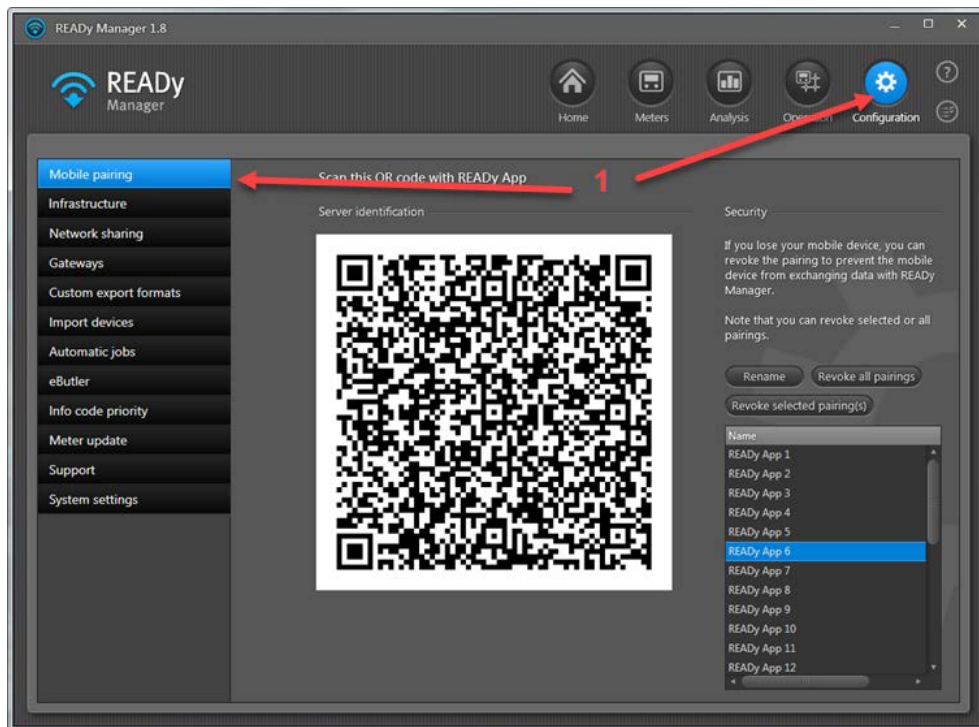 READy Manager 1.8
READy
Manager
Home
Meters
Analysis
Operation
Configuration
Mobile pairing
Infrastructure
Network sharing
Gateways
Custom export formats
Import devices
Automatic jobs
eButler
Info code priority
Meter update
Support
System settings
Scan this QR code with READy App
1
Server identification
Security
If you lose your mobile device, you can
revoke the pairing to prevent the mobile
device from exchanging data with READy
Manager.
Note that you can revoke selected or all
pairings.
Rename
Revoke all pairings
Revoke selected pairing(s)
Name
READy App 1
READy App 2
READy App 3
READy App 4
READy App 5
READy App 6
READy App 7
READy App 8
READy App 9
READy App 10
READy App 11
READy App 12